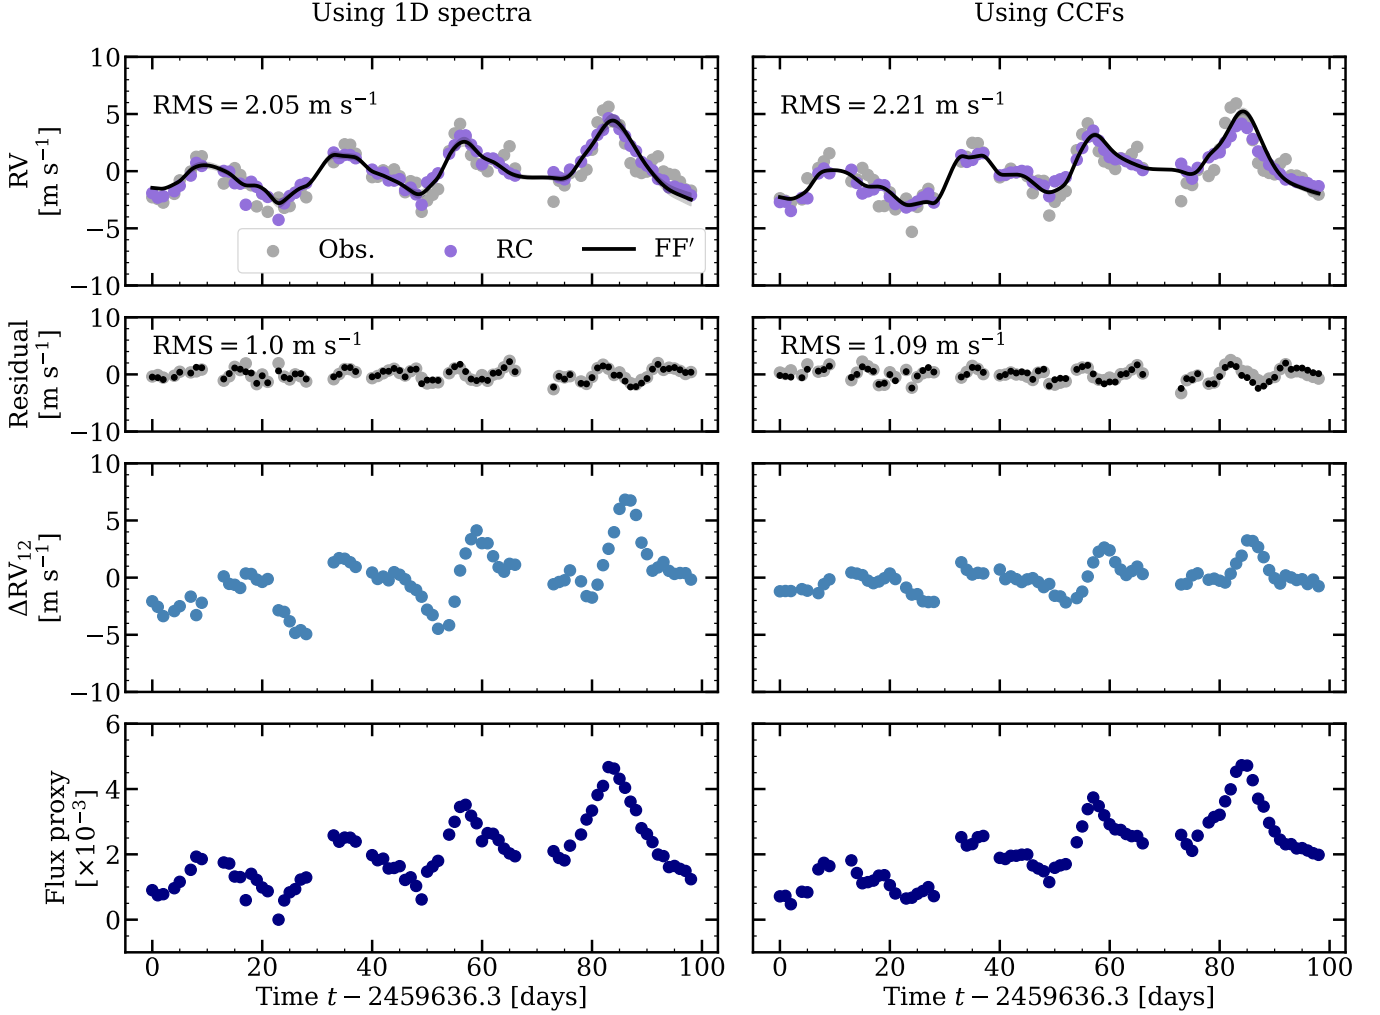 Using 1D spectra
Using CCFs
RV
[m s⁻¹]
10
5
0
−5
−10
RMS = 2.05 m s⁻¹
Obs.
RC
FF′
RMS = 2.21 m s⁻¹
Residual
[m s⁻¹]
10
0
−10
RMS = 1.0 m s⁻¹
RMS = 1.09 m s⁻¹
ΔRV₁₂
[m s⁻¹]
10
5
0
−5
−10
Flux proxy
[×10⁻³]
6
4
2
0
0 20 40 60 80 100
0 20 40 60 80 100
Time t − 2459636.3 [days]
Time t − 2459636.3 [days]